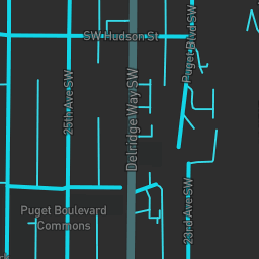 SW Hudson St
Puget Blvd SW
25th Ave SW
Delridge Way SW
23rd Ave SW
Puget Boulevard
Commons